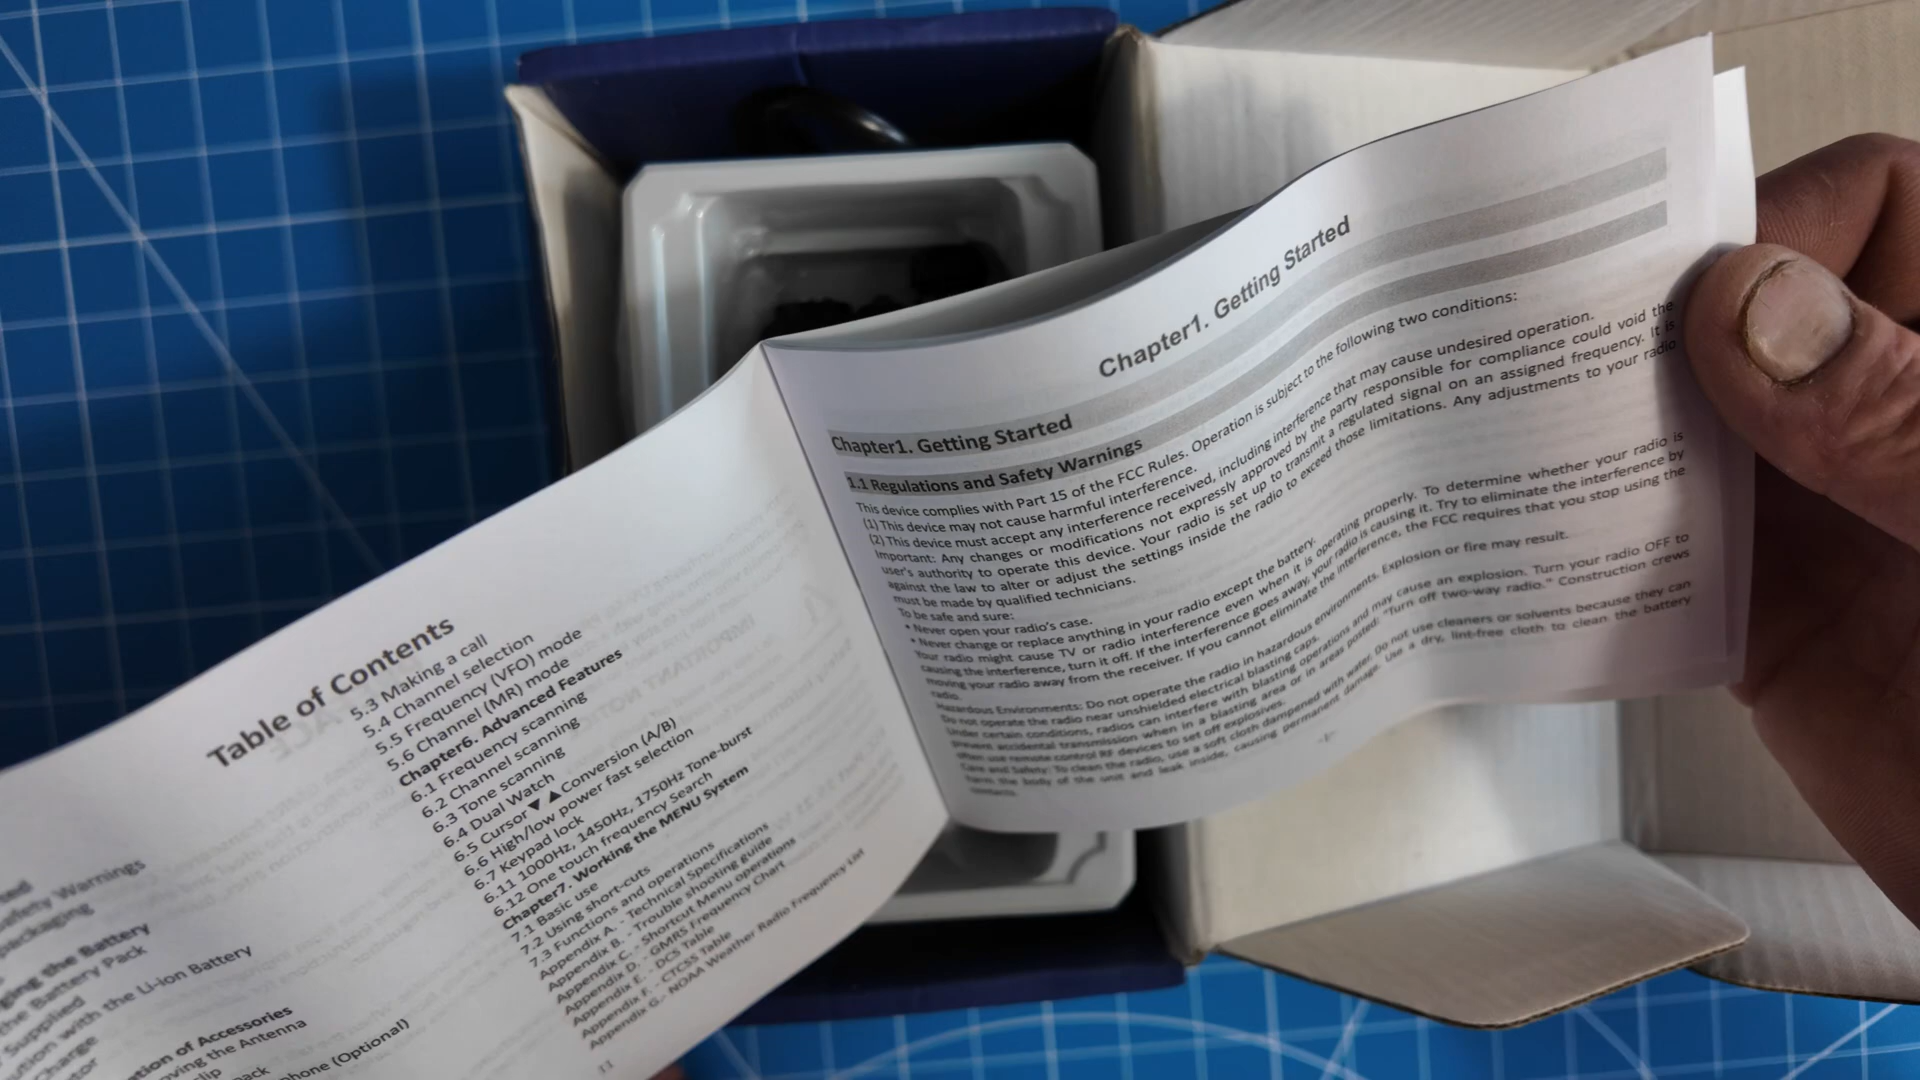 Table of Contents
fety Warnings
packaging
ging the Battery
the Battery Pack
Supplied
ution with the Li-ion Battery
Charge
tor
ation of Accessories
oving the Antenna
clip
pack
phone (Optional)
5.3 Making a call
5.4 Channel selection
5.5 Frequency (VFO) mode
5.6 Channel (MR) mode
Chapter6. Advanced Features
6.1 Frequency scanning
6.2 Channel scanning
6.3 Tone scanning
6.4 Dual Watch
6.5 Cursor ▼ ▲ Conversion (A/B)
6.6 High/low power fast selection
6.7 Keypad lock
6.11 1000Hz, 1450Hz, 1750Hz Tone-burst
6.12 One touch frequency Search
Chapter7. Working the MENU System
7.1 Basic use
7.2 Using short-cuts
7.3 Functions and operations
Appendix A. - Technical Specifications
Appendix B. - Trouble shooting guide
Appendix C. - Shortcut Menu operations
Appendix D. - GMRS Frequency Chart
Appendix E. - DCS Table
Appendix F. - CTCSS Table
Appendix G.- NOAA Weather Radio Frequency List
Chapter1. Getting Started
Chapter1. Getting Started
1.1 Regulations and Safety Warnings
This device complies with Part 15 of the FCC Rules. Operation is subject to the following two conditions:
(1) This device may not cause harmful interference.
(2) This device must accept any interference received, including interference that may cause undesired operation.
Important: Any changes or modifications not expressly approved by the party responsible for compliance could void the
user's authority to operate this device. Your radio is set up to transmit a regulated signal on an assigned frequency. It is
against the law to alter or adjust the settings inside the radio to exceed those limitations. Any adjustments to your radio
must be made by qualified technicians.
To be safe and sure:
• Never open your radio's case.
• Never change or replace anything in your radio except the battery.
Your radio might cause TV or radio interference even when it is operating properly. To determine whether your radio is
causing the interference, turn it off. If the interference goes away, your radio is causing it. Try to eliminate the interference by
moving your radio away from the receiver. If you cannot eliminate the interference, the FCC requires that you stop using the
radio.
Hazardous Environments: Do not operate the radio in hazardous environments. Explosion or fire may result.
Do not operate the radio near unshielded electrical blasting caps.
Under certain conditions, radios can interfere with blasting operations and may cause an explosion. Turn your radio OFF to
prevent accidental transmission when in a blasting area or in areas posted: "Turn off two-way radio." Construction crews
often use remote control RF devices to set off explosives.
Care and Safety: To clean the radio, use a soft cloth dampened with water. Do not use cleaners or solvents because they can
harm the body of the unit and leak inside, causing permanent damage. Use a dry, lint-free cloth to clean the battery
contacts.
-1-